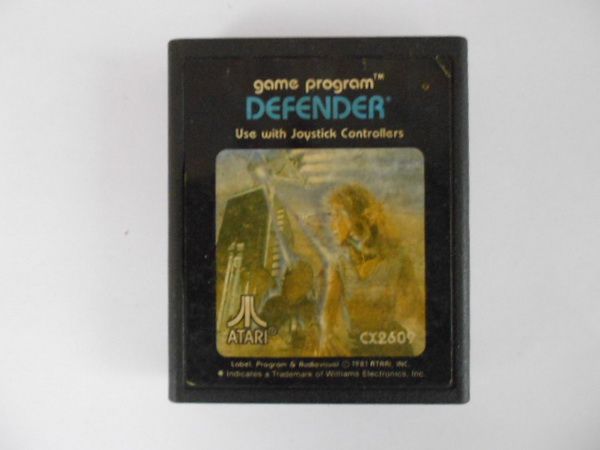 game program™
DEFENDER*
Use with Joystick Controllers
ATARI®
CX2609
Label, Program & Audiovisual © 1981 ATARI, INC.
* Indicates a Trademark of Williams Electronics, Inc.